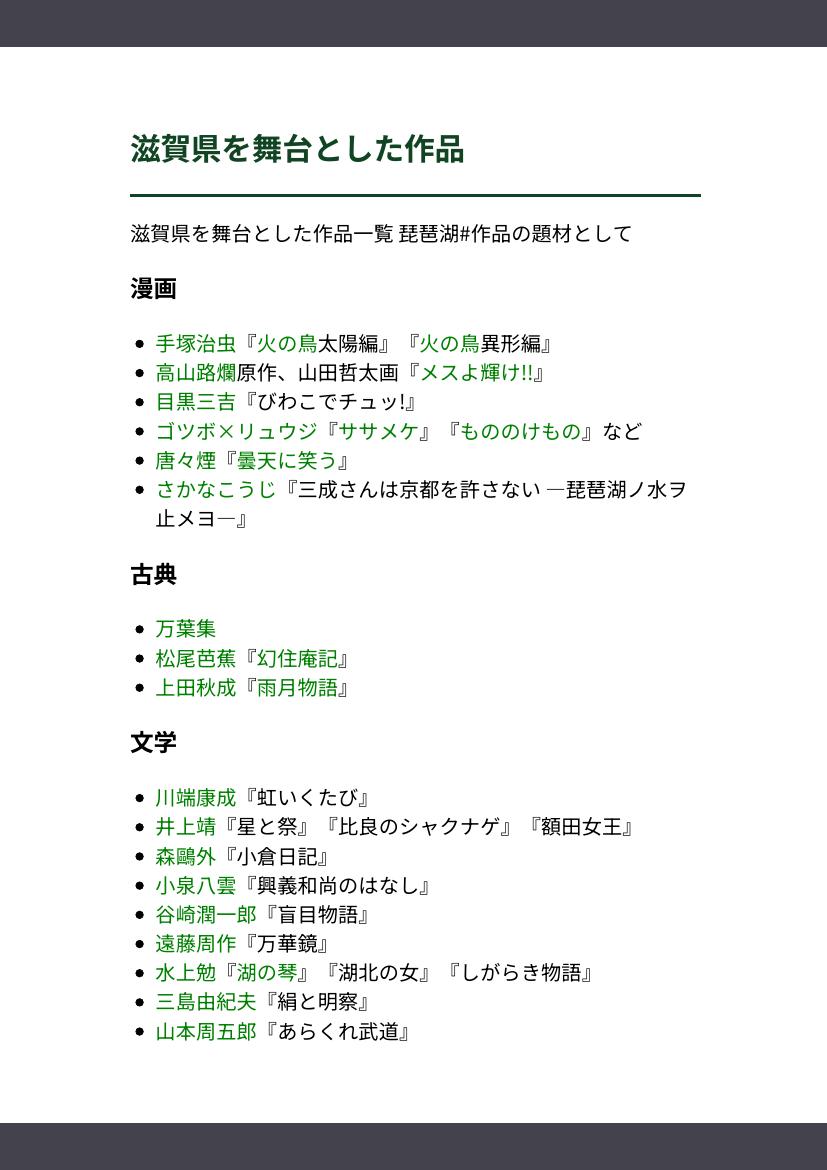 滋賀県を舞台とした作品
滋賀県を舞台とした作品一覧 琵琶湖#作品の題材として
漫画
手塚治虫『火の鳥太陽編』『火の鳥異形編』
高山路爛原作、山田哲太画『メスよ輝け!!』
目黒三吉『びわこでチュッ!』
ゴツボ×リュウジ『ササメケ』『もののけもの』など
唐々煙『曇天に笑う』
さかなこうじ『三成さんは京都を許さない ―琵琶湖ノ水ヲ
止メヨ―』
古典
万葉集
松尾芭蕉『幻住庵記』
上田秋成『雨月物語』
文学
川端康成『虹いくたび』
井上靖『星と祭』『比良のシャクナゲ』『額田女王』
森鷗外『小倉日記』
小泉八雲『興義和尚のはなし』
谷崎潤一郎『盲目物語』
遠藤周作『万華鏡』
水上勉『湖の琴』『湖北の女』『しがらき物語』
三島由紀夫『絹と明察』
山本周五郎『あらくれ武道』